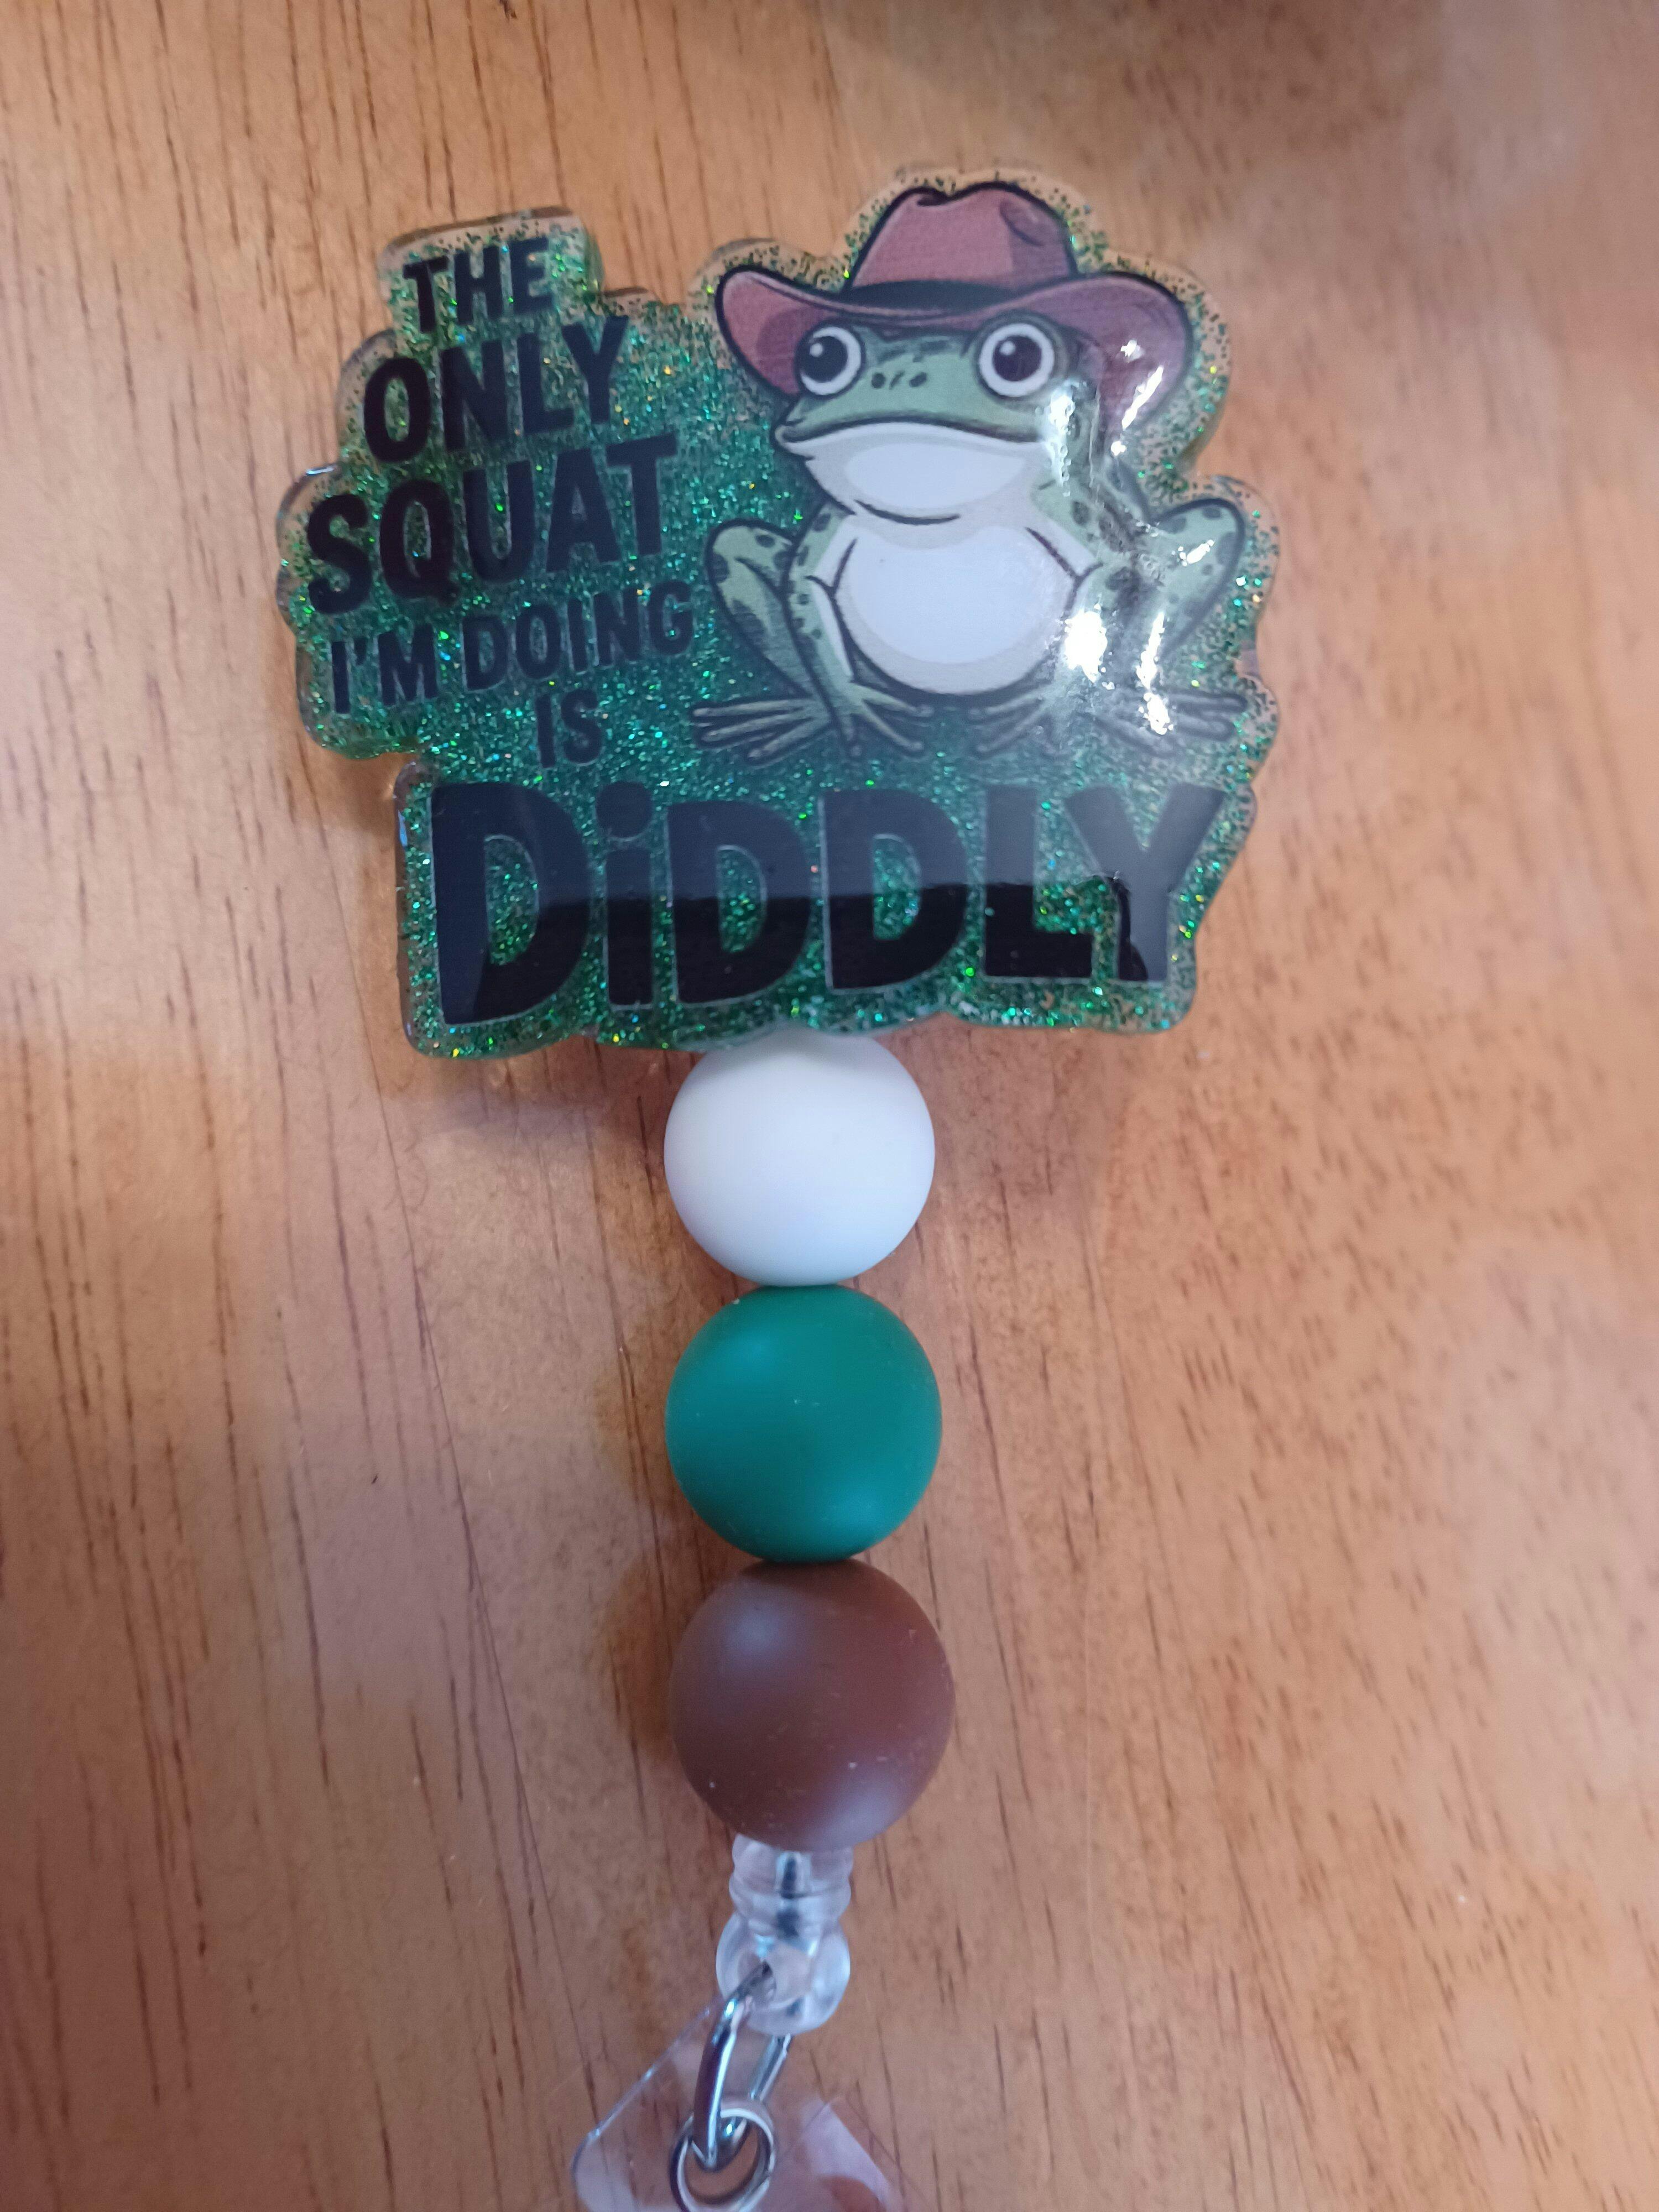 THE
ONLY
SQUAT
I'M DOING
IS
DiDDLY